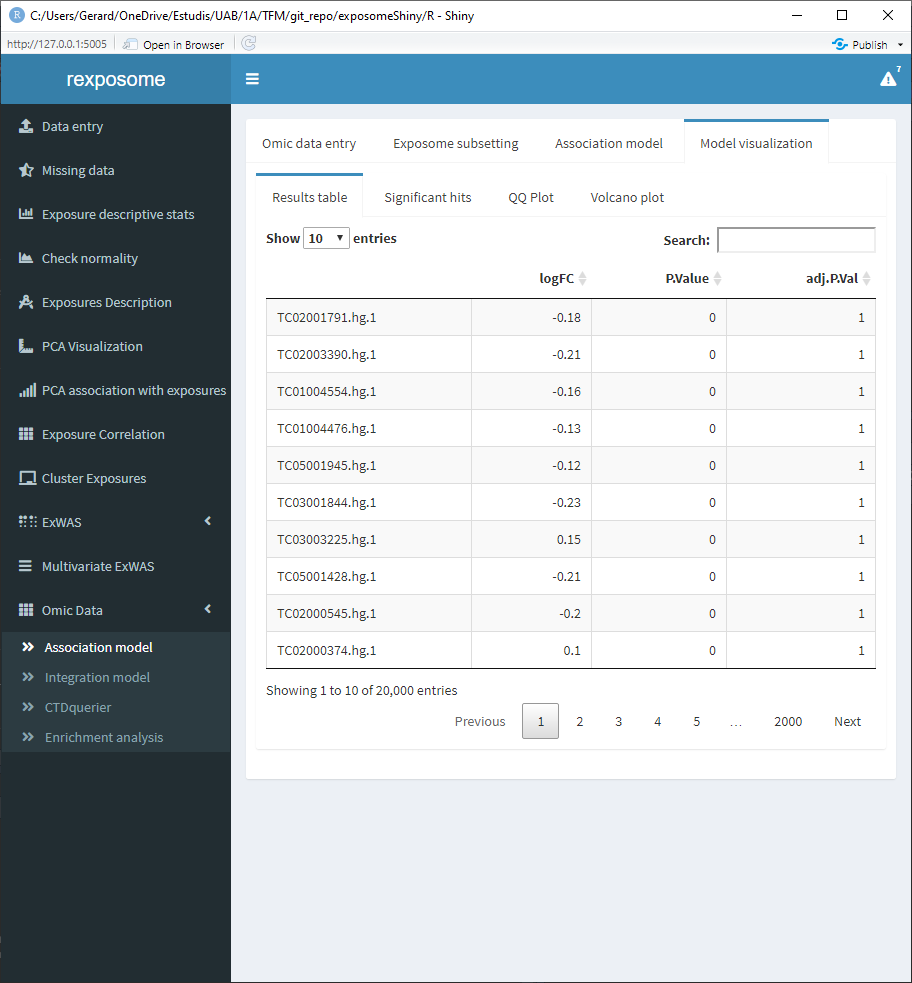 C:/Users/Gerard/OneDrive/Estudis/UAB/1A/TFM/git_repo/exposomeShiny/R - Shiny
http://127.0.0.1:5005 Open in Browser Publish
rexposome 7
Data entry
Missing data
Exposure descriptive stats
Check normality
Exposures Description
PCA Visualization
PCA association with exposures
Exposure Correlation
Cluster Exposures
ExWAS
Multivariate ExWAS
Omic Data
Association model
Integration model
CTDquerier
Enrichment analysis
Omic data entry Exposome subsetting Association model Model visualization
Results table Significant hits QQ Plot Volcano plot
Show 10 entries Search:
logFC P.Value adj.P.Val
TC02001791.hg.1 -0.18 0 1
TC02003390.hg.1 -0.21 0 1
TC01004554.hg.1 -0.16 0 1
TC01004476.hg.1 -0.13 0 1
TC05001945.hg.1 -0.12 0 1
TC03001844.hg.1 -0.23 0 1
TC03003225.hg.1 0.15 0 1
TC05001428.hg.1 -0.21 0 1
TC02000545.hg.1 -0.2 0 1
TC02000374.hg.1 0.1 0 1
Showing 1 to 10 of 20,000 entries
Previous 1 2 3 4 5 … 2000 Next